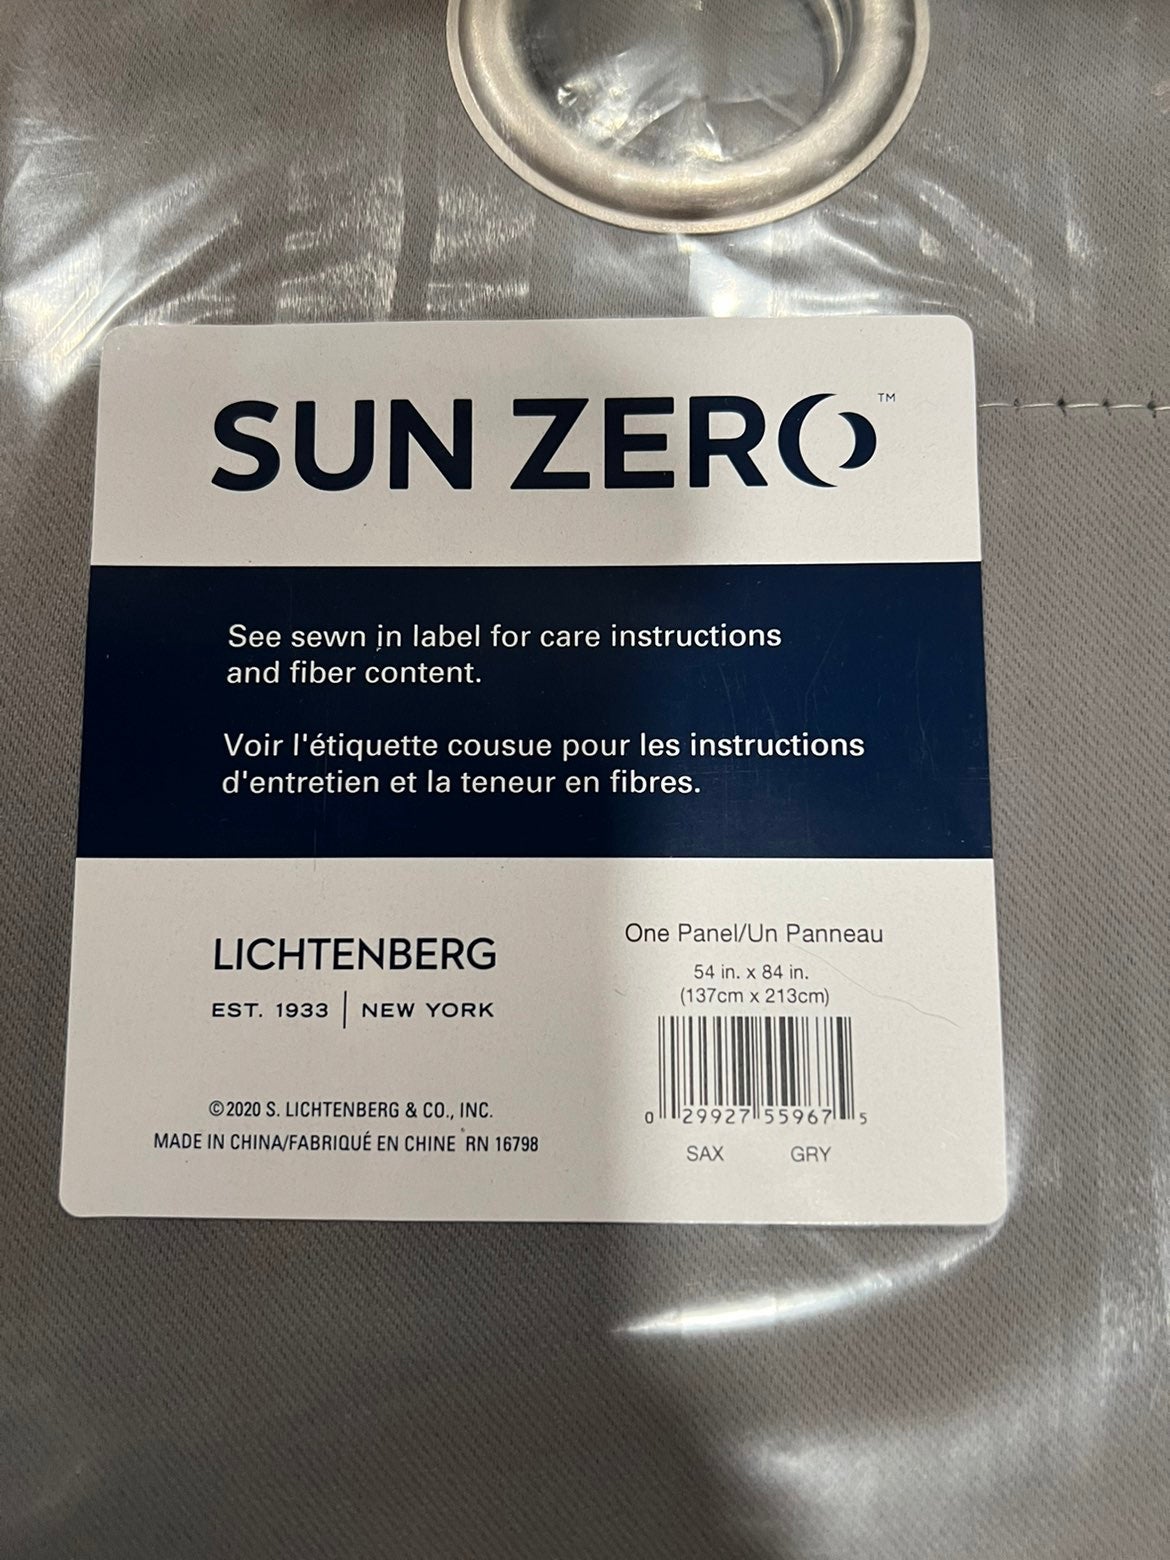 SUN ZERO™
See sewn in label for care instructions
and fiber content.
Voir l'étiquette cousue pour les instructions
d'entretien et la teneur en fibres.
LICHTENBERG
EST. 1933 | NEW YORK
©2020 S. LICHTENBERG & CO., INC.
MADE IN CHINA/FABRIQUÉ EN CHINE RN 16798
One Panel/Un Panneau
54 in. x 84 in.
(137cm x 213cm)
0 29927 55967 5
SAX GRY